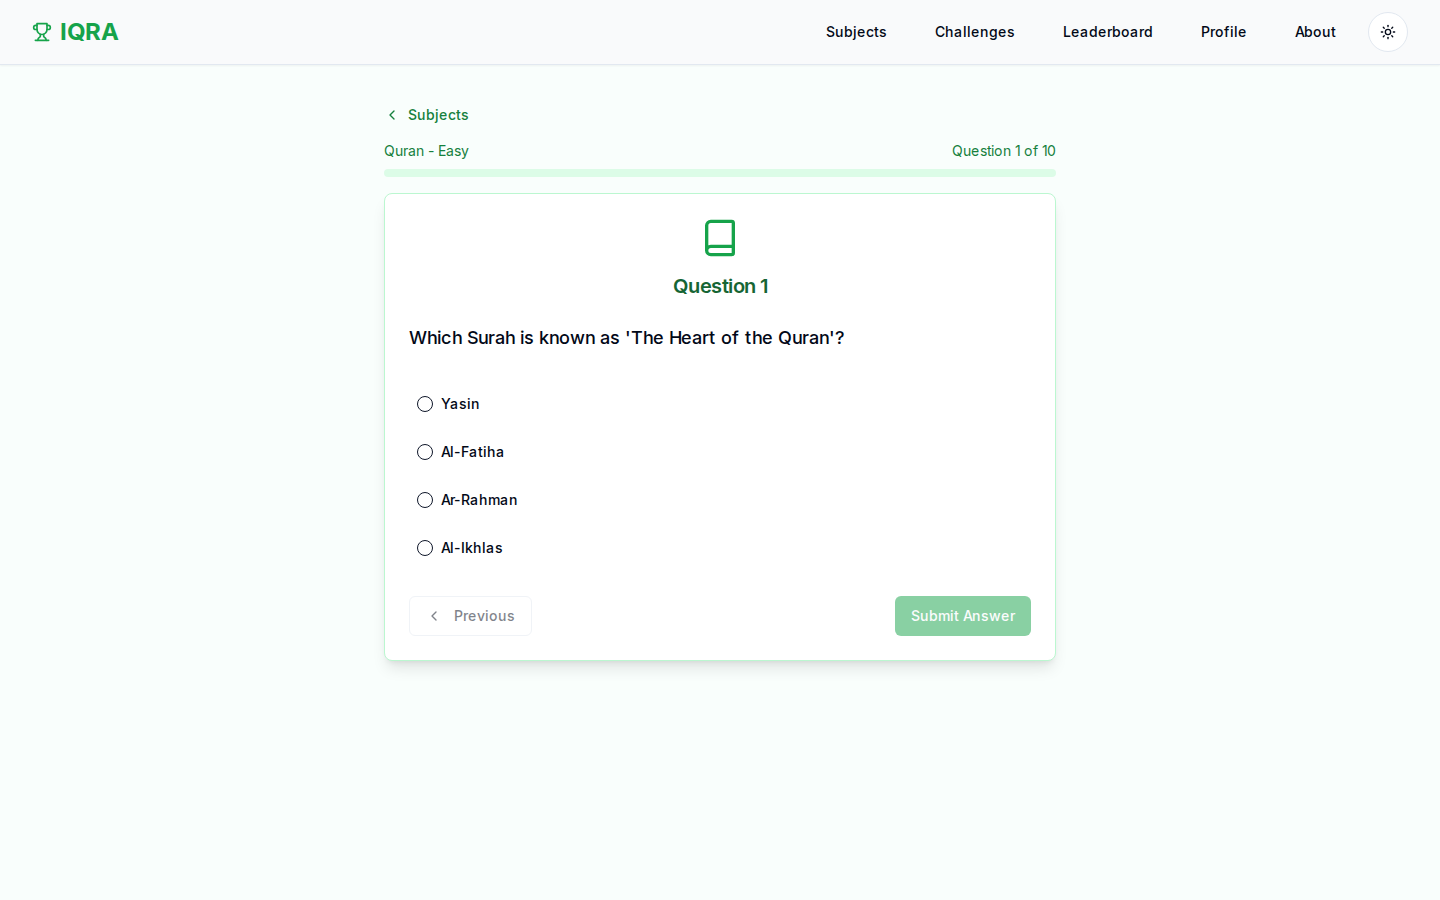 IQRA
Subjects
Challenges
Leaderboard
Profile
About
Subjects
Quran - Easy
Question 1 of 10
Question 1
Which Surah is known as 'The Heart of the Quran'?
Yasin
Al-Fatiha
Ar-Rahman
Al-Ikhlas
Previous
Submit Answer